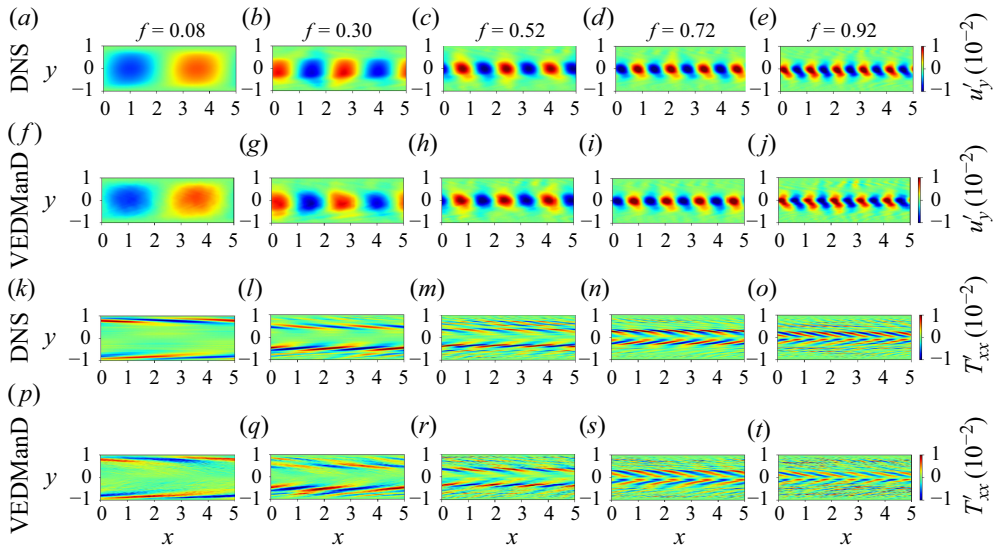 (a) (b) (c) (d) (e)
f = 0.08 f = 0.30 f = 0.52 f = 0.72 f = 0.92
DNS y 1 0 −1 0 1 2 3 4 5 0 1 2 3 4 5 0 1 2 3 4 5 0 1 2 3 4 5 0 1 2 3 4 5 1 0 −1 u′y (10−2)
(f) (g) (h) (i) (j)
VEDManD y 1 0 −1 0 1 2 3 4 5 0 1 2 3 4 5 0 1 2 3 4 5 0 1 2 3 4 5 0 1 2 3 4 5 1 0 −1 u′y (10−2)
(k) (l) (m) (n) (o)
DNS y 1 0 −1 0 1 2 3 4 5 0 1 2 3 4 5 0 1 2 3 4 5 0 1 2 3 4 5 0 1 2 3 4 5 1 0 −1 T′xx (10−2)
(p) (q) (r) (s) (t)
VEDManD y 1 0 −1 0 1 2 3 4 5 0 1 2 3 4 5 0 1 2 3 4 5 0 1 2 3 4 5 0 1 2 3 4 5 1 0 −1 T′xx (10−2)
x x x x x